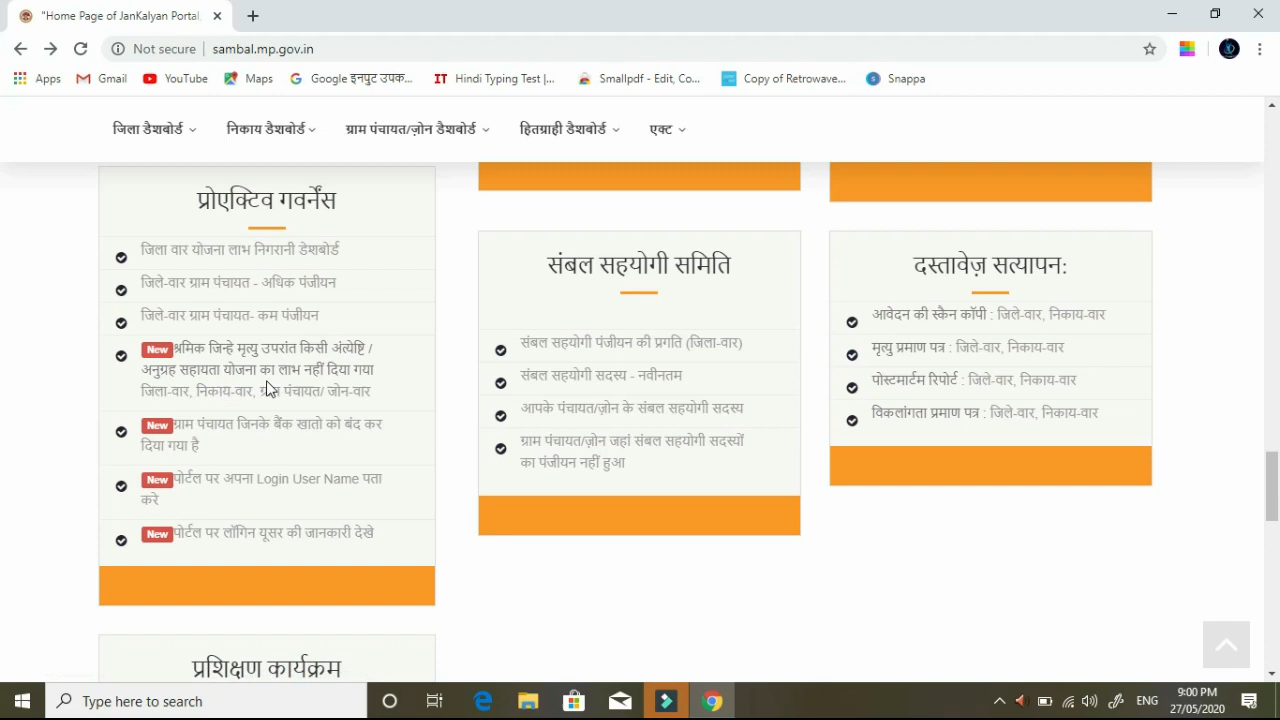 "Home Page of JanKalyan Portal,
Not secure | sambal.mp.gov.in
Apps Gmail YouTube Maps Google इनपुट उपक... IT Hindi Typing Test |... Smallpdf - Edit, Co... Copy of Retrowave... Snappa
जिला डैशबोर्ड निकाय डैशबोर्ड ग्राम पंचायत/ज़ोन डैशबोर्ड हितग्राही डैशबोर्ड एक्ट
प्रोएक्टिव गवर्नेंस
जिला वार योजना लाभ निगरानी डेशबोर्ड
जिले-वार ग्राम पंचायत - अधिक पंजीयन
जिले-वार ग्राम पंचायत- कम पंजीयन
New श्रमिक जिन्हे मृत्यु उपरांत किसी अंत्येष्टि /
अनुग्रह सहायता योजना का लाभ नहीं दिया गया
जिला-वार, निकाय-वार, ग्राम पंचायत/ जोन-वार
New ग्राम पंचायत जिनके बैंक खातो को बंद कर
दिया गया है
New पोर्टल पर अपना Login User Name पता
करे
New पोर्टल पर लॉगिन यूसर की जानकारी देखे
प्रशिक्षण कार्यक्रम
संबल सहयोगी समिति
संबल सहयोगी पंजीयन की प्रगति (जिला-वार)
संबल सहयोगी सदस्य - नवीनतम
आपके पंचायत/ज़ोन के संबल सहयोगी सदस्य
ग्राम पंचायत/ज़ोन जहां संबल सहयोगी सदस्यों
का पंजीयन नहीं हुआ
दस्तावेज़ सत्यापन:
आवेदन की स्कैन कॉपी : जिले-वार, निकाय-वार
मृत्यु प्रमाण पत्र : जिले-वार, निकाय-वार
पोस्टमार्टम रिपोर्ट : जिले-वार, निकाय-वार
विकलांगता प्रमाण पत्र : जिले-वार, निकाय-वार
Type here to search
ENG
9:00 PM
27/05/2020